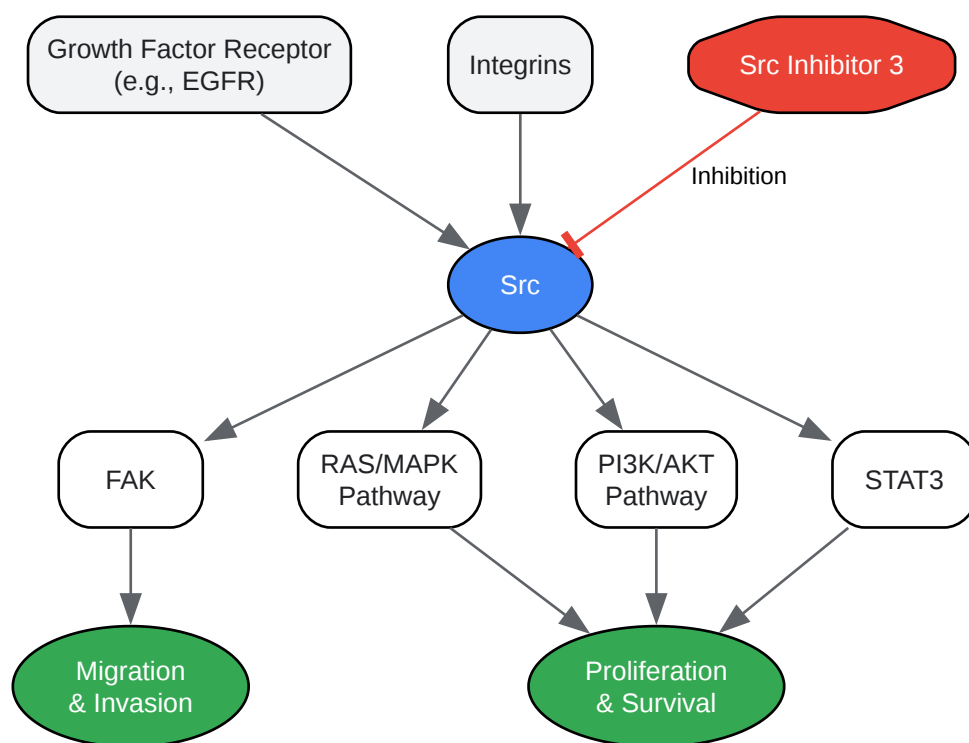 Growth Factor Receptor
(e.g., EGFR)
Integrins
Src Inhibitor 3
Inhibition
Src
FAK
RAS/MAPK
Pathway
PI3K/AKT
Pathway
STAT3
Migration
& Invasion
Proliferation
& Survival